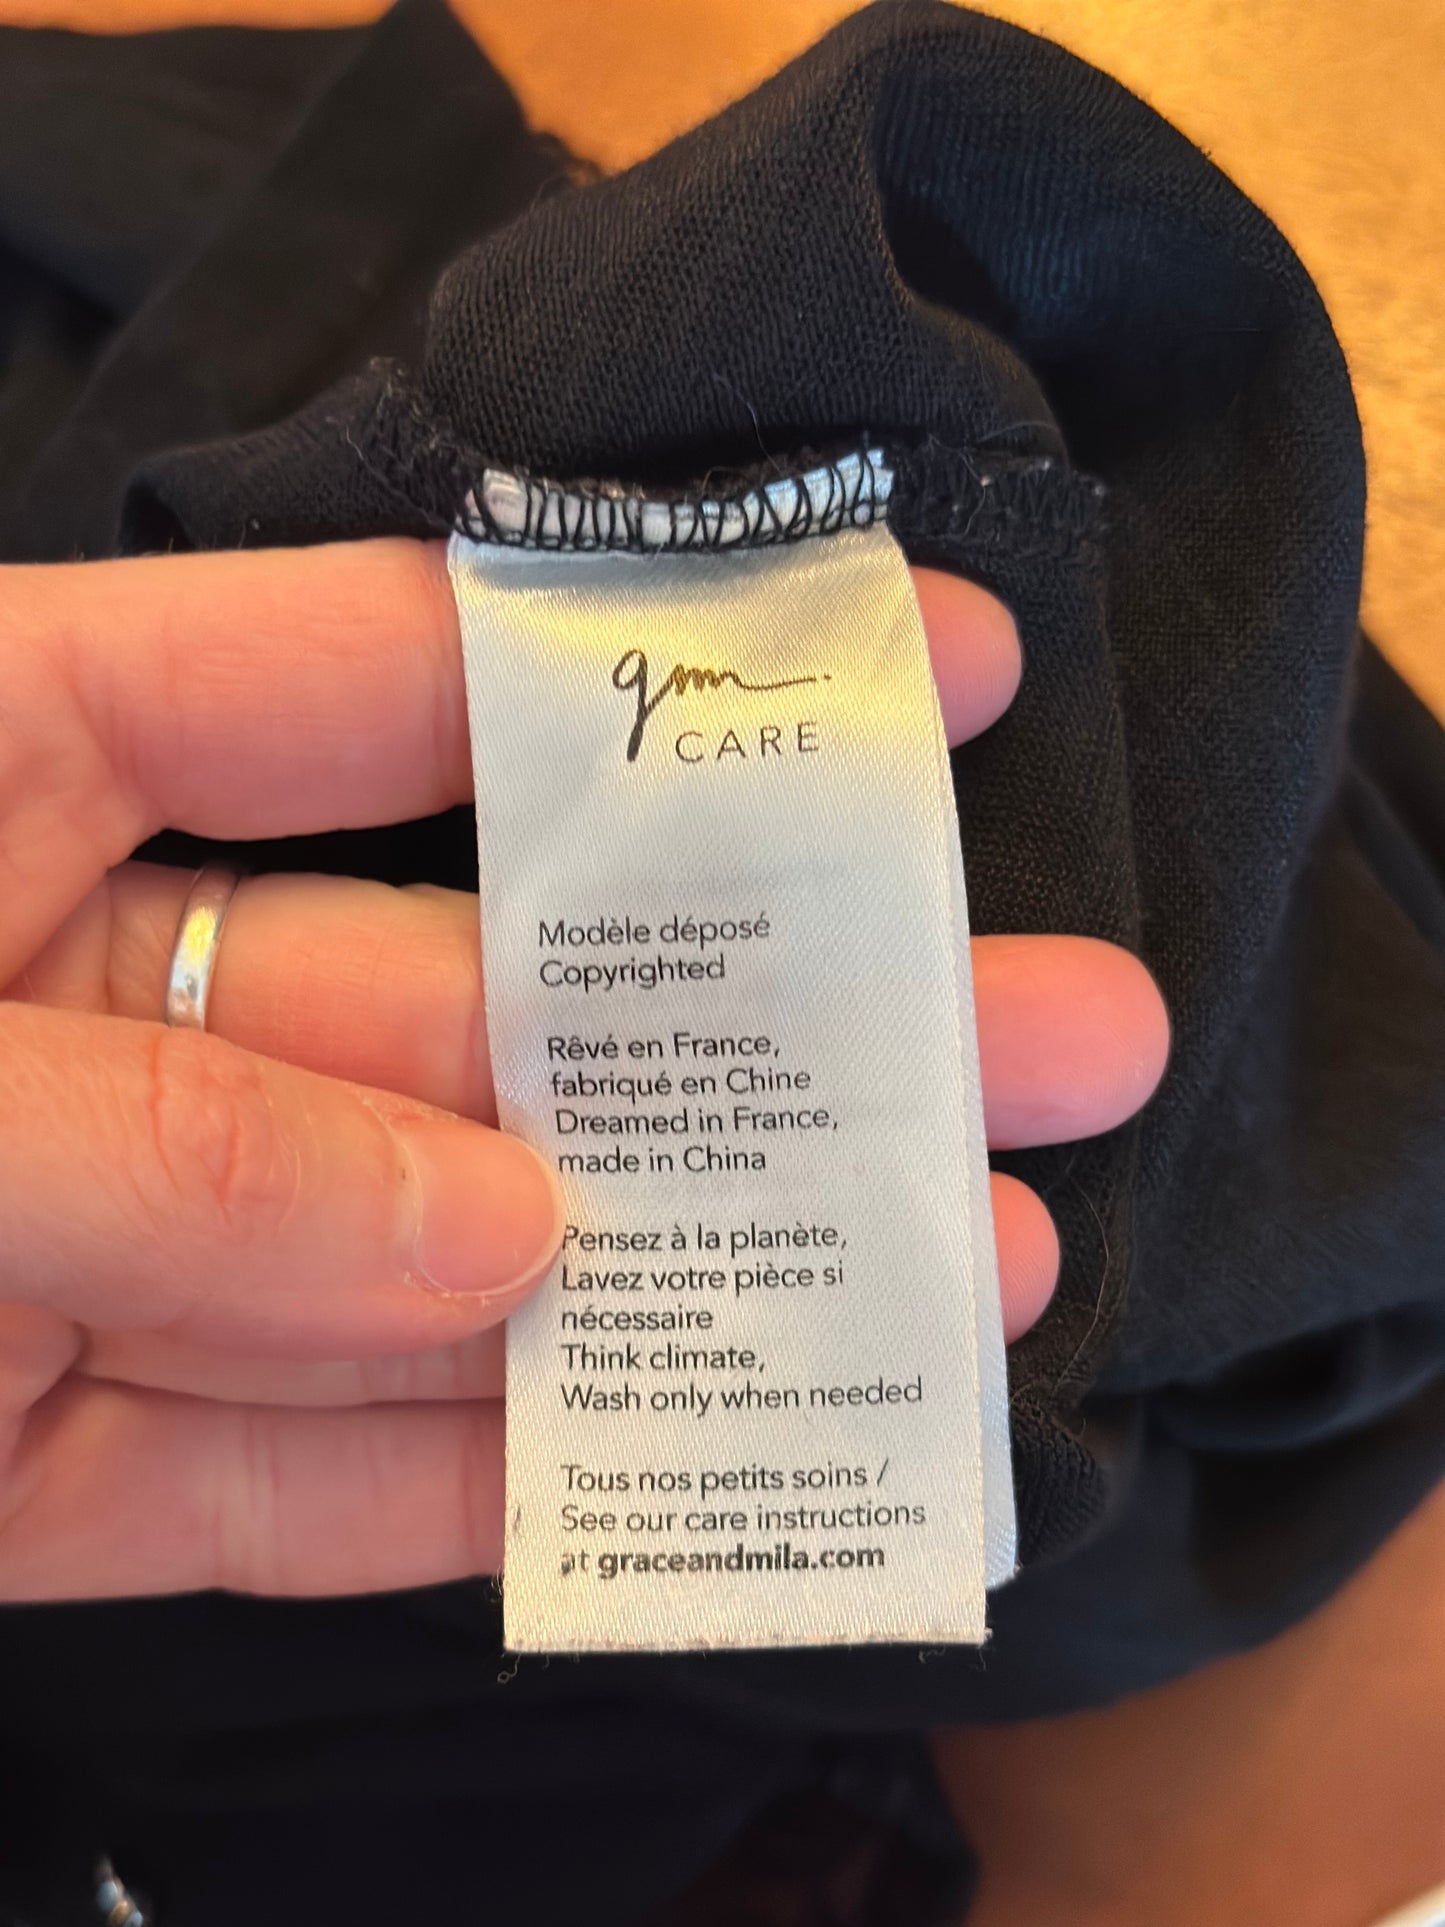 gmm.
CARE
Modèle déposé
Copyrighted
Rêvé en France,
fabriqué en Chine
Dreamed in France,
made in China
Pensez à la planète,
Lavez votre pièce si
nécessaire
Think climate,
Wash only when needed
Tous nos petits soins /
See our care instructions
at graceandmila.com